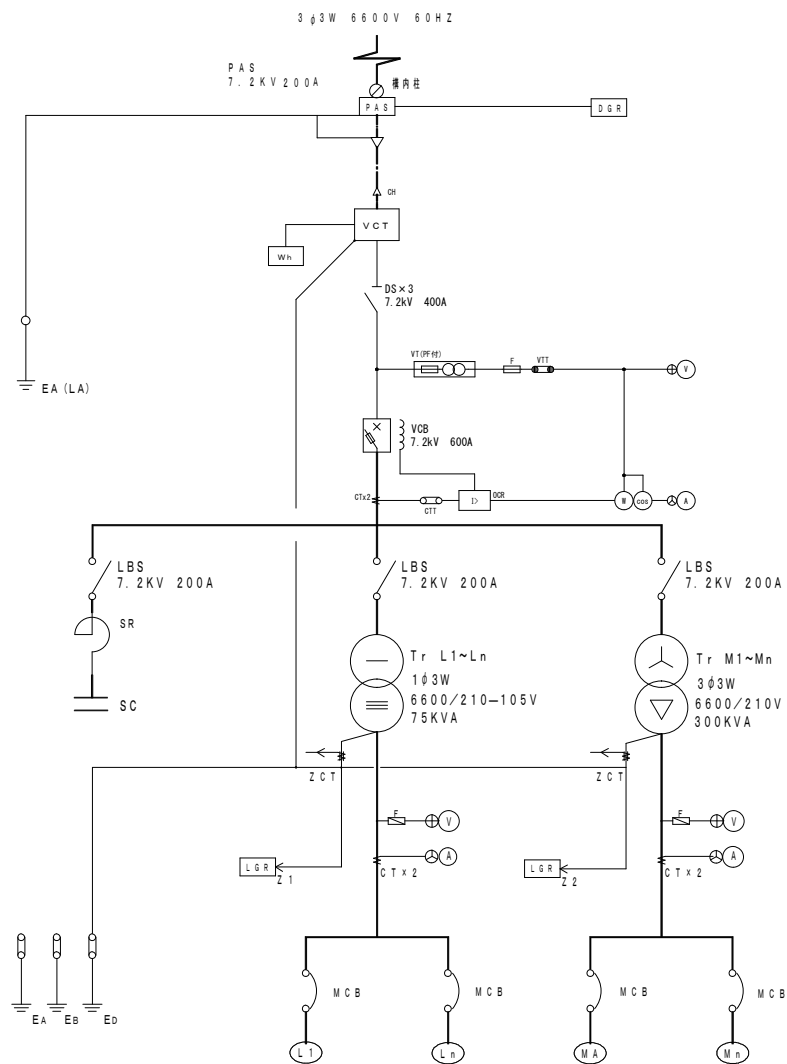 3φ3W 6600V 60HZ
PAS
7.2KV200A
構内柱
PAS
DGR
CH
VCT
Wh
DS×3
7.2kV 400A
VT(PF付)
F
VTT
V
EA(LA)
VCB
7.2kV 600A
CTx2
CTT
I>
OCR
W
COS
A
LBS
7.2KV 200A
LBS
7.2KV 200A
LBS
7.2KV 200A
SR
SC
Tr L1~Ln
1φ3W
6600/210—105V
75KVA
Tr M1~Mn
3φ3W
6600/210V
300KVA
ZCT
ZCT
F
V
F
V
A
A
LGR
Z1
CT×2
LGR
Z2
CT×2
MCB
MCB
MCB
MCB
EA
EB
ED
L1
Ln
MA
Mn